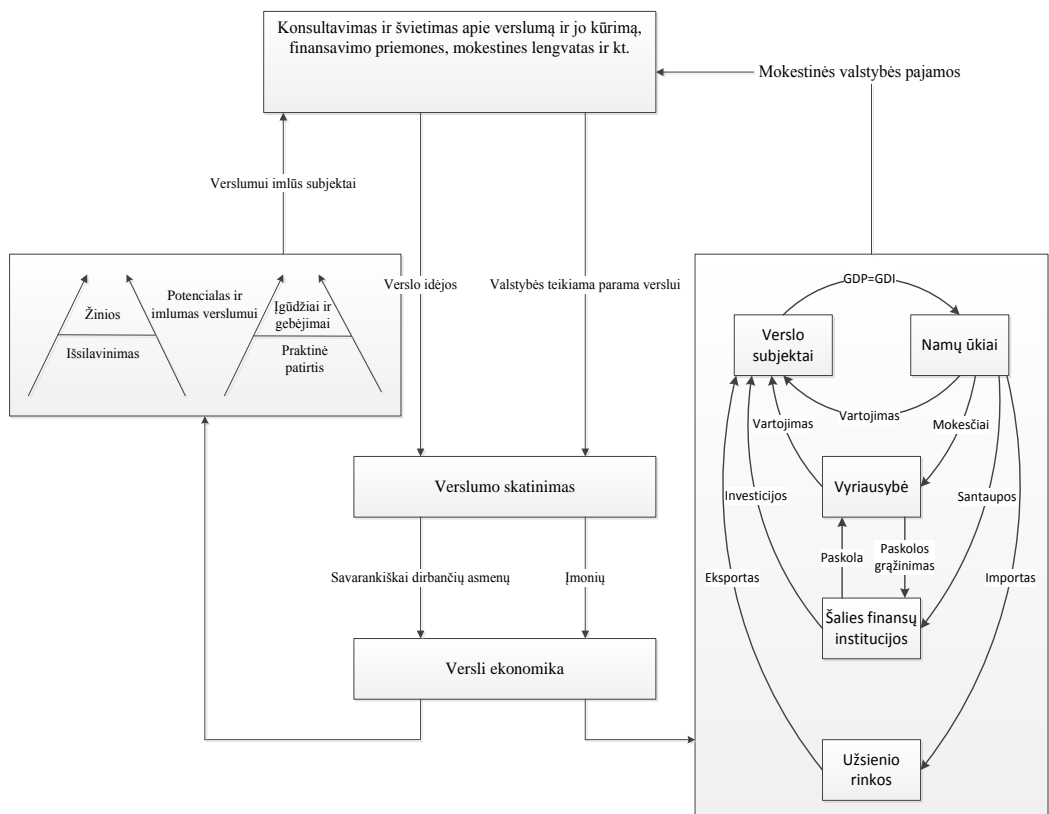 Konsultavimas ir švietimas apie verslumą ir jo kūrimą,
finansavimo priemones, mokestines lengvatas ir kt.
Mokestinės valstybės pajamos
Verslumui imlūs subjektai
Žinios
Išsilavinimas
Potencialas ir
imlumas verslumui
Įgūdžiai ir
gebėjimai
Praktinė
patirtis
Verslo idėjos
Valstybės teikiama parama verslui
Verslumo skatinimas
Savarankiškai dirbančių asmenų
Įmonių
Versli ekonomika
GDP=GDI
Verslo
subjektai
Namų ūkiai
Vartojimas
Vartojimas
Mokesčiai
Vyriausybė
Investicijos
Santaupos
Paskola
Paskolos
grąžinimas
Eksportas
Importas
Šalies finansų
institucijos
Užsienio
rinkos